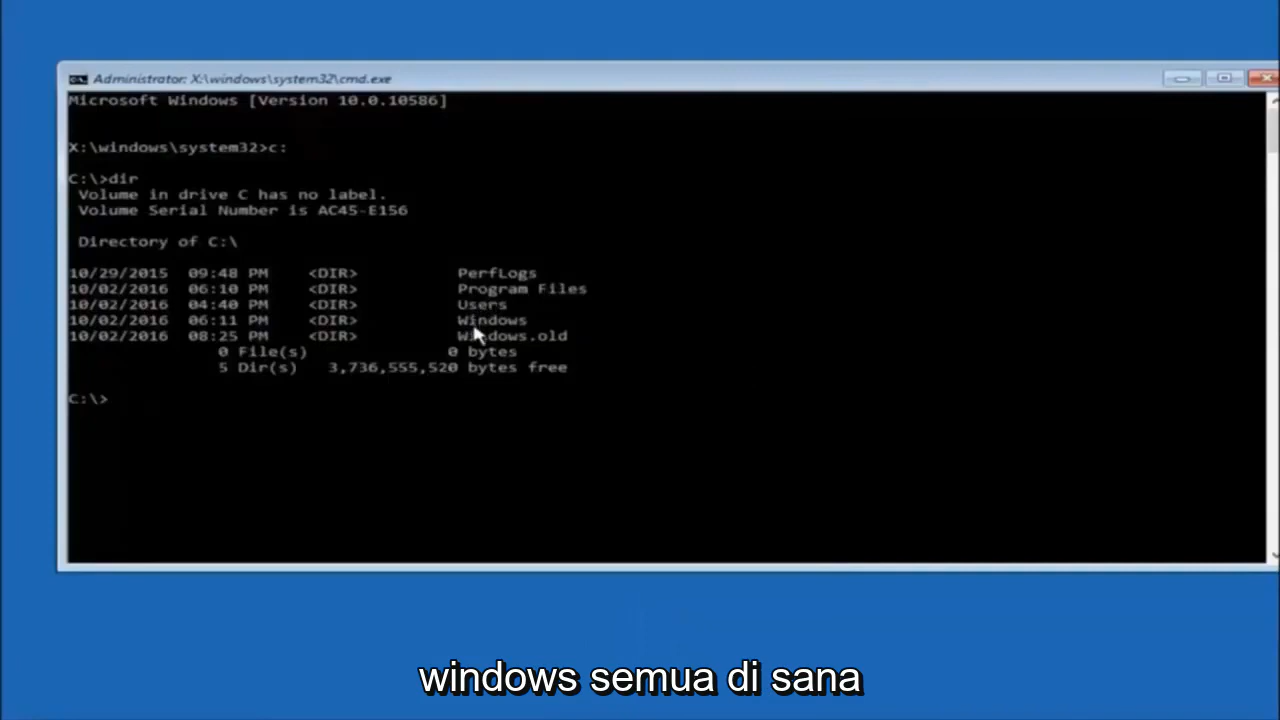 Administrator: X:\windows\system32\cmd.exe
Microsoft Windows [Version 10.0.10586]
X:\windows\system32>c:
C:\>dir
Volume in drive C has no label.
Volume Serial Number is AC45-E156
Directory of C:\
10/29/2015 09:48 PM <DIR> PerfLogs
10/02/2016 06:10 PM <DIR> Program Files
10/02/2016 04:40 PM <DIR> Users
10/02/2016 06:11 PM <DIR> Windows
10/02/2016 08:25 PM <DIR> Windows.old
0 File(s) 0 bytes
5 Dir(s) 3,736,555,520 bytes free
C:\>
windows semua di sana